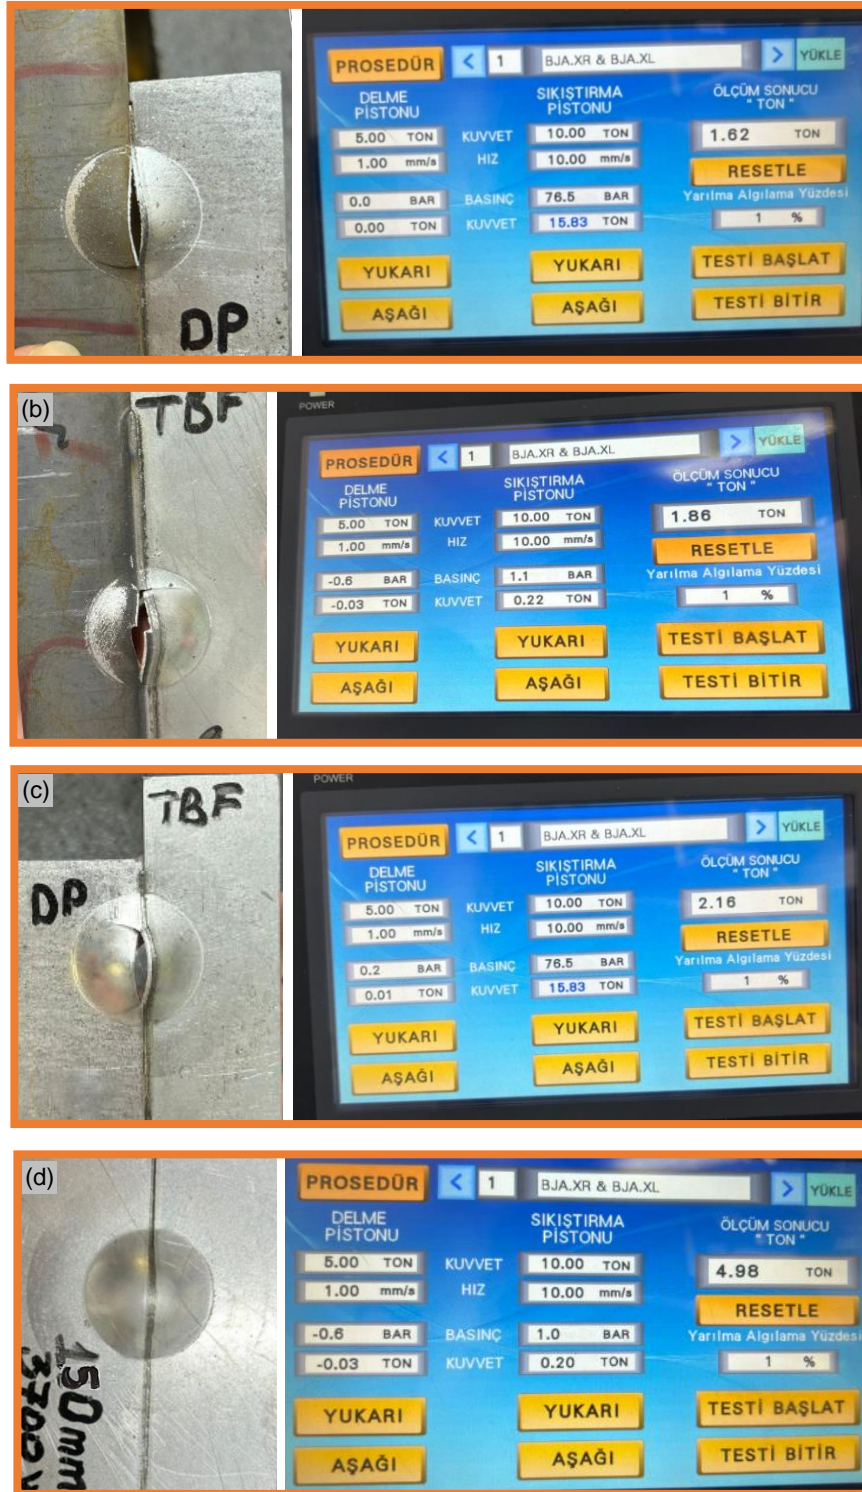 DP
PROSEDÜR < 1 BJA.XR & BJA.XL > YÜKLE
DELME PİSTONU SIKIŞTIRMA PİSTONU ÖLÇÜM SONUCU " TON "
5.00 TON KUVVET 10.00 TON 1.62 TON
1.00 mm/s HIZ 10.00 mm/s RESETLE
Yarılma Algılama Yüzdesi
0.0 BAR BASINÇ 76.5 BAR 1 %
0.00 TON KUVVET 15.83 TON
YUKARI YUKARI TESTİ BAŞLAT
AŞAĞI AŞAĞI TESTİ BİTİR
(b)
TBF
POWER
PROSEDÜR < 1 BJA.XR & BJA.XL > YÜKLE
DELME PİSTONU SIKIŞTIRMA PİSTONU ÖLÇÜM SONUCU " TON "
5.00 TON KUVVET 10.00 TON 1.86 TON
1.00 mm/s HIZ 10.00 mm/s RESETLE
Yarılma Algılama Yüzdesi
-0.6 BAR BASINÇ 1.1 BAR 1 %
-0.03 TON KUVVET 0.22 TON
YUKARI YUKARI TESTİ BAŞLAT
AŞAĞI AŞAĞI TESTİ BİTİR
(c)
TBF
DP
POWER
PROSEDÜR < 1 BJA.XR & BJA.XL > YÜKLE
DELME PİSTONU SIKIŞTIRMA PİSTONU ÖLÇÜM SONUCU " TON "
5.00 TON KUVVET 10.00 TON 2.16 TON
1.00 mm/s HIZ 10.00 mm/s RESETLE
Yarılma Algılama Yüzdesi
0.2 BAR BASINÇ 76.5 BAR 1 %
0.01 TON KUVVET 15.83 TON
YUKARI YUKARI TESTİ BAŞLAT
AŞAĞI AŞAĞI TESTİ BİTİR
(d)
150mm
3700
PROSEDÜR < 1 BJA.XR & BJA.XL > YÜKLE
DELME PİSTONU SIKIŞTIRMA PİSTONU ÖLÇÜM SONUCU " TON "
5.00 TON KUVVET 10.00 TON 4.98 TON
1.00 mm/s HIZ 10.00 mm/s RESETLE
Yarılma Algılama Yüzdesi
-0.6 BAR BASINÇ 1.0 BAR 1 %
-0.03 TON KUVVET 0.20 TON
YUKARI YUKARI TESTİ BAŞLAT
AŞAĞI AŞAĞI TESTİ BİTİR